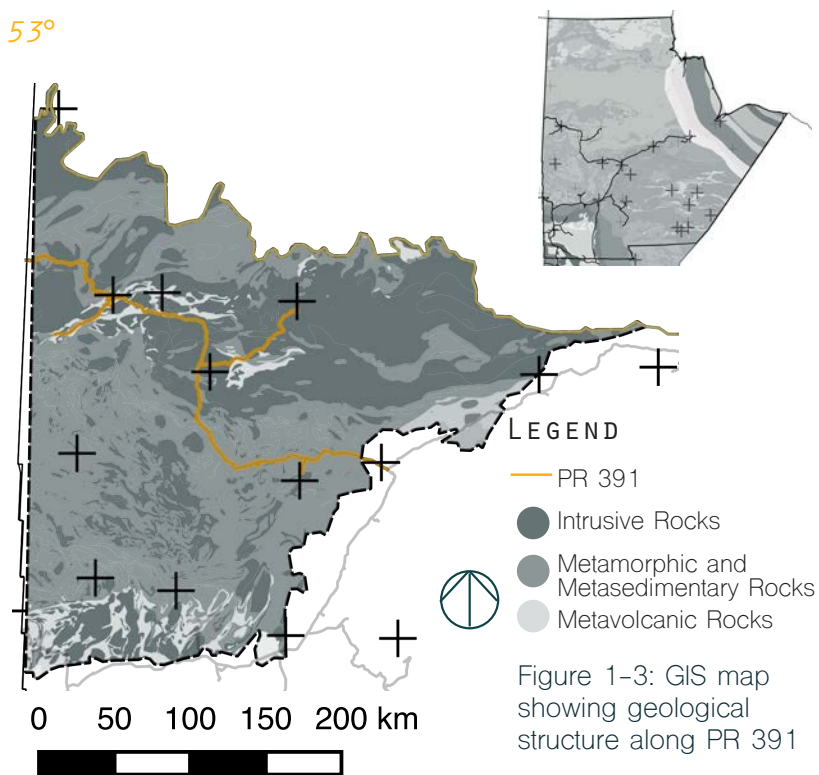 53°
LEGEND
PR 391
Intrusive Rocks
Metamorphic and
Metasedimentary Rocks
Metavolcanic Rocks
Figure 1-3: GIS map
showing geological
structure along PR 391
0 50 100 150 200 km